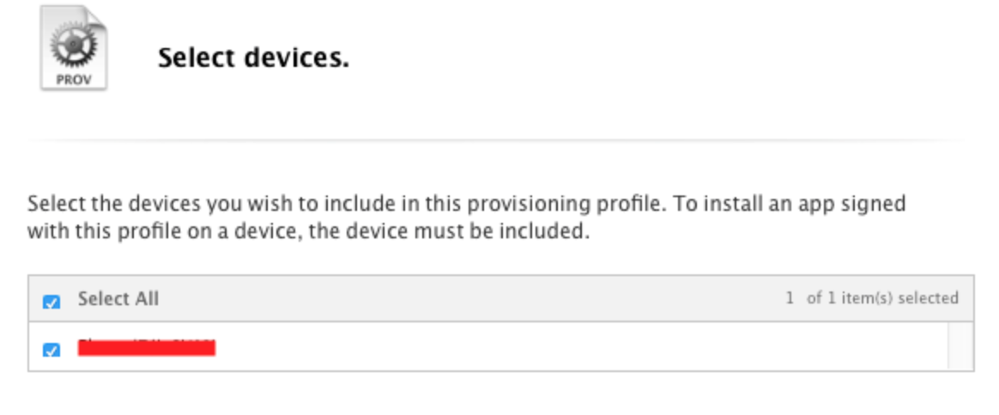 PROV
Select devices.
Select the devices you wish to include in this provisioning profile. To install an app signed
with this profile on a device, the device must be included.
Select All 1 of 1 item(s) selected